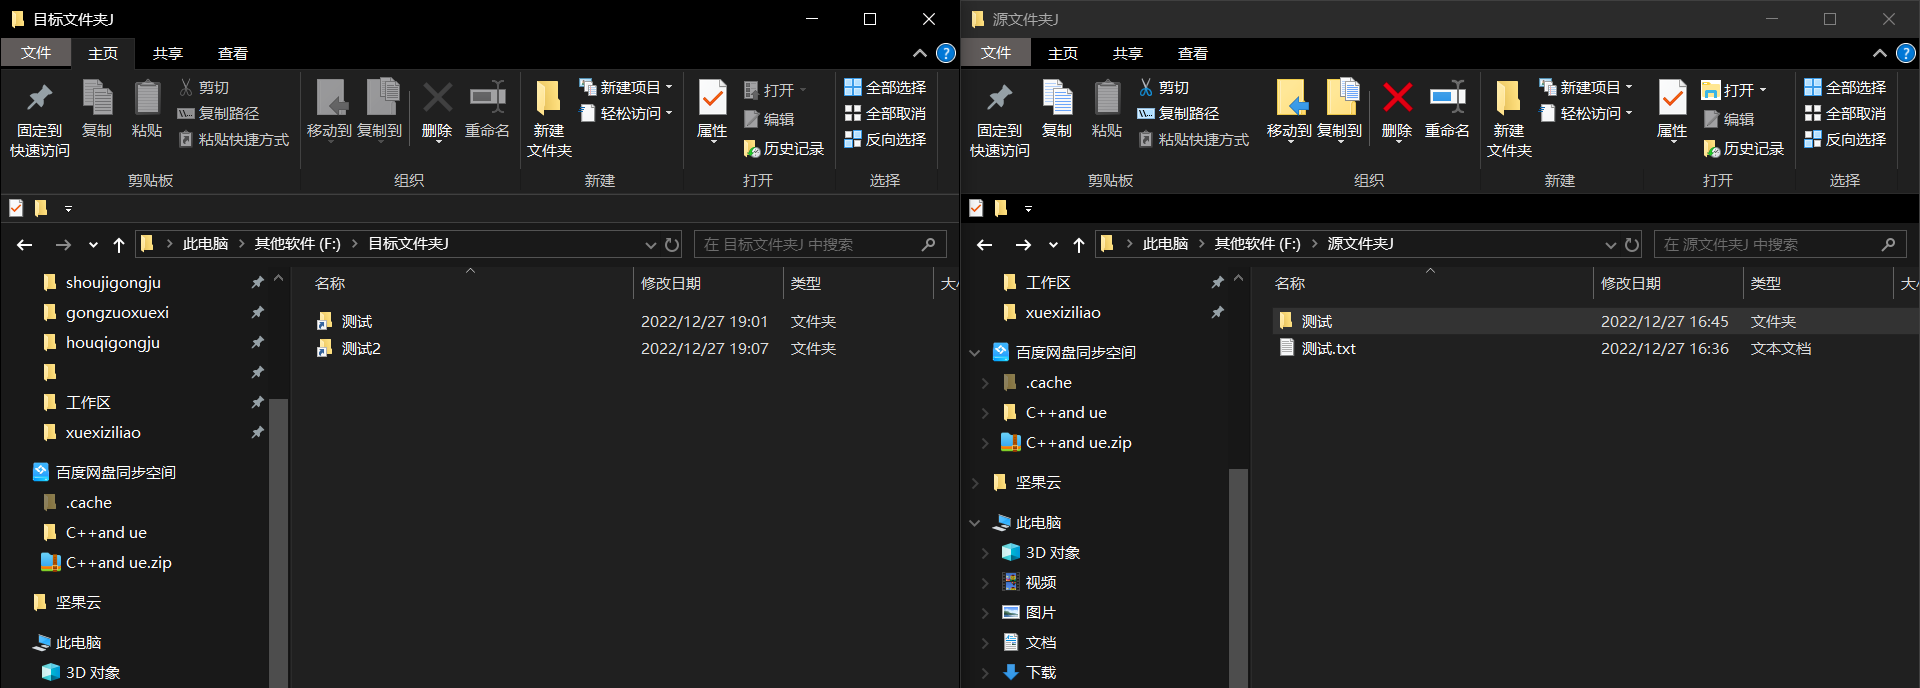 目标文件夹J
文件 主页 共享 查看
固定到
快速访问
复制
粘贴
剪切
复制路径
粘贴快捷方式
剪贴板
移动到 复制到 删除 重命名
组织
新建
文件夹
新建项目
轻松访问
新建
属性
打开
编辑
历史记录
打开
全部选择
全部取消
反向选择
选择
此电脑 其他软件 (F:) 目标文件夹J
在 目标文件夹J 中搜索
shoujigongju
gongzuoxuexi
houqigongju
工作区
xuexiziliao
百度网盘同步空间
.cache
C++and ue
C++and ue.zip
坚果云
此电脑
3D 对象
名称 修改日期 类型 大小
测试 2022/12/27 19:01 文件夹
测试2 2022/12/27 19:07 文件夹
源文件夹J
文件 主页 共享 查看
固定到
快速访问
复制
粘贴
剪切
复制路径
粘贴快捷方式
剪贴板
移动到 复制到 删除 重命名
组织
新建
文件夹
新建项目
轻松访问
新建
属性
打开
编辑
历史记录
打开
全部选择
全部取消
反向选择
选择
此电脑 其他软件 (F:) 源文件夹J
在 源文件夹J 中搜索
工作区
xuexiziliao
百度网盘同步空间
.cache
C++and ue
C++and ue.zip
坚果云
此电脑
3D 对象
视频
图片
文档
下载
名称 修改日期 类型 大
测试 2022/12/27 16:45 文件夹
测试.txt 2022/12/27 16:36 文本文档